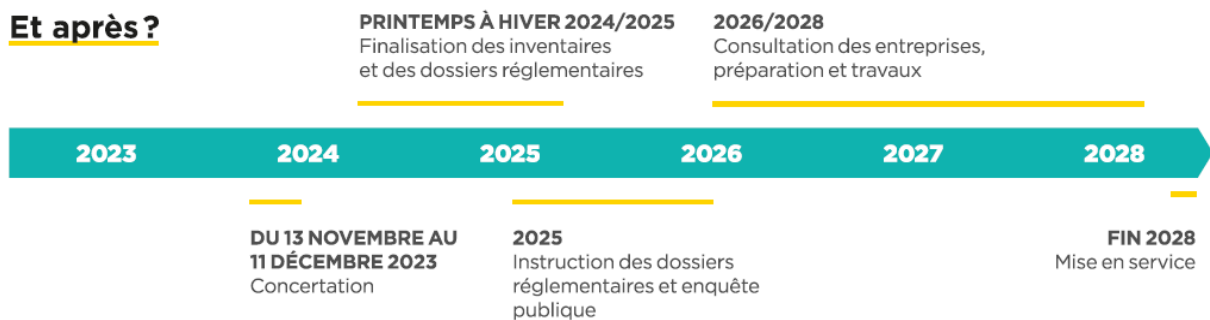 Et après ?
PRINTEMPS À HIVER 2024/2025
Finalisation des inventaires
et des dossiers réglementaires
2026/2028
Consultation des entreprises,
préparation et travaux
2023 2024 2025 2026 2027 2028
DU 13 NOVEMBRE AU
11 DÉCEMBRE 2023
Concertation
2025
Instruction des dossiers
réglementaires et enquête
publique
FIN 2028
Mise en service